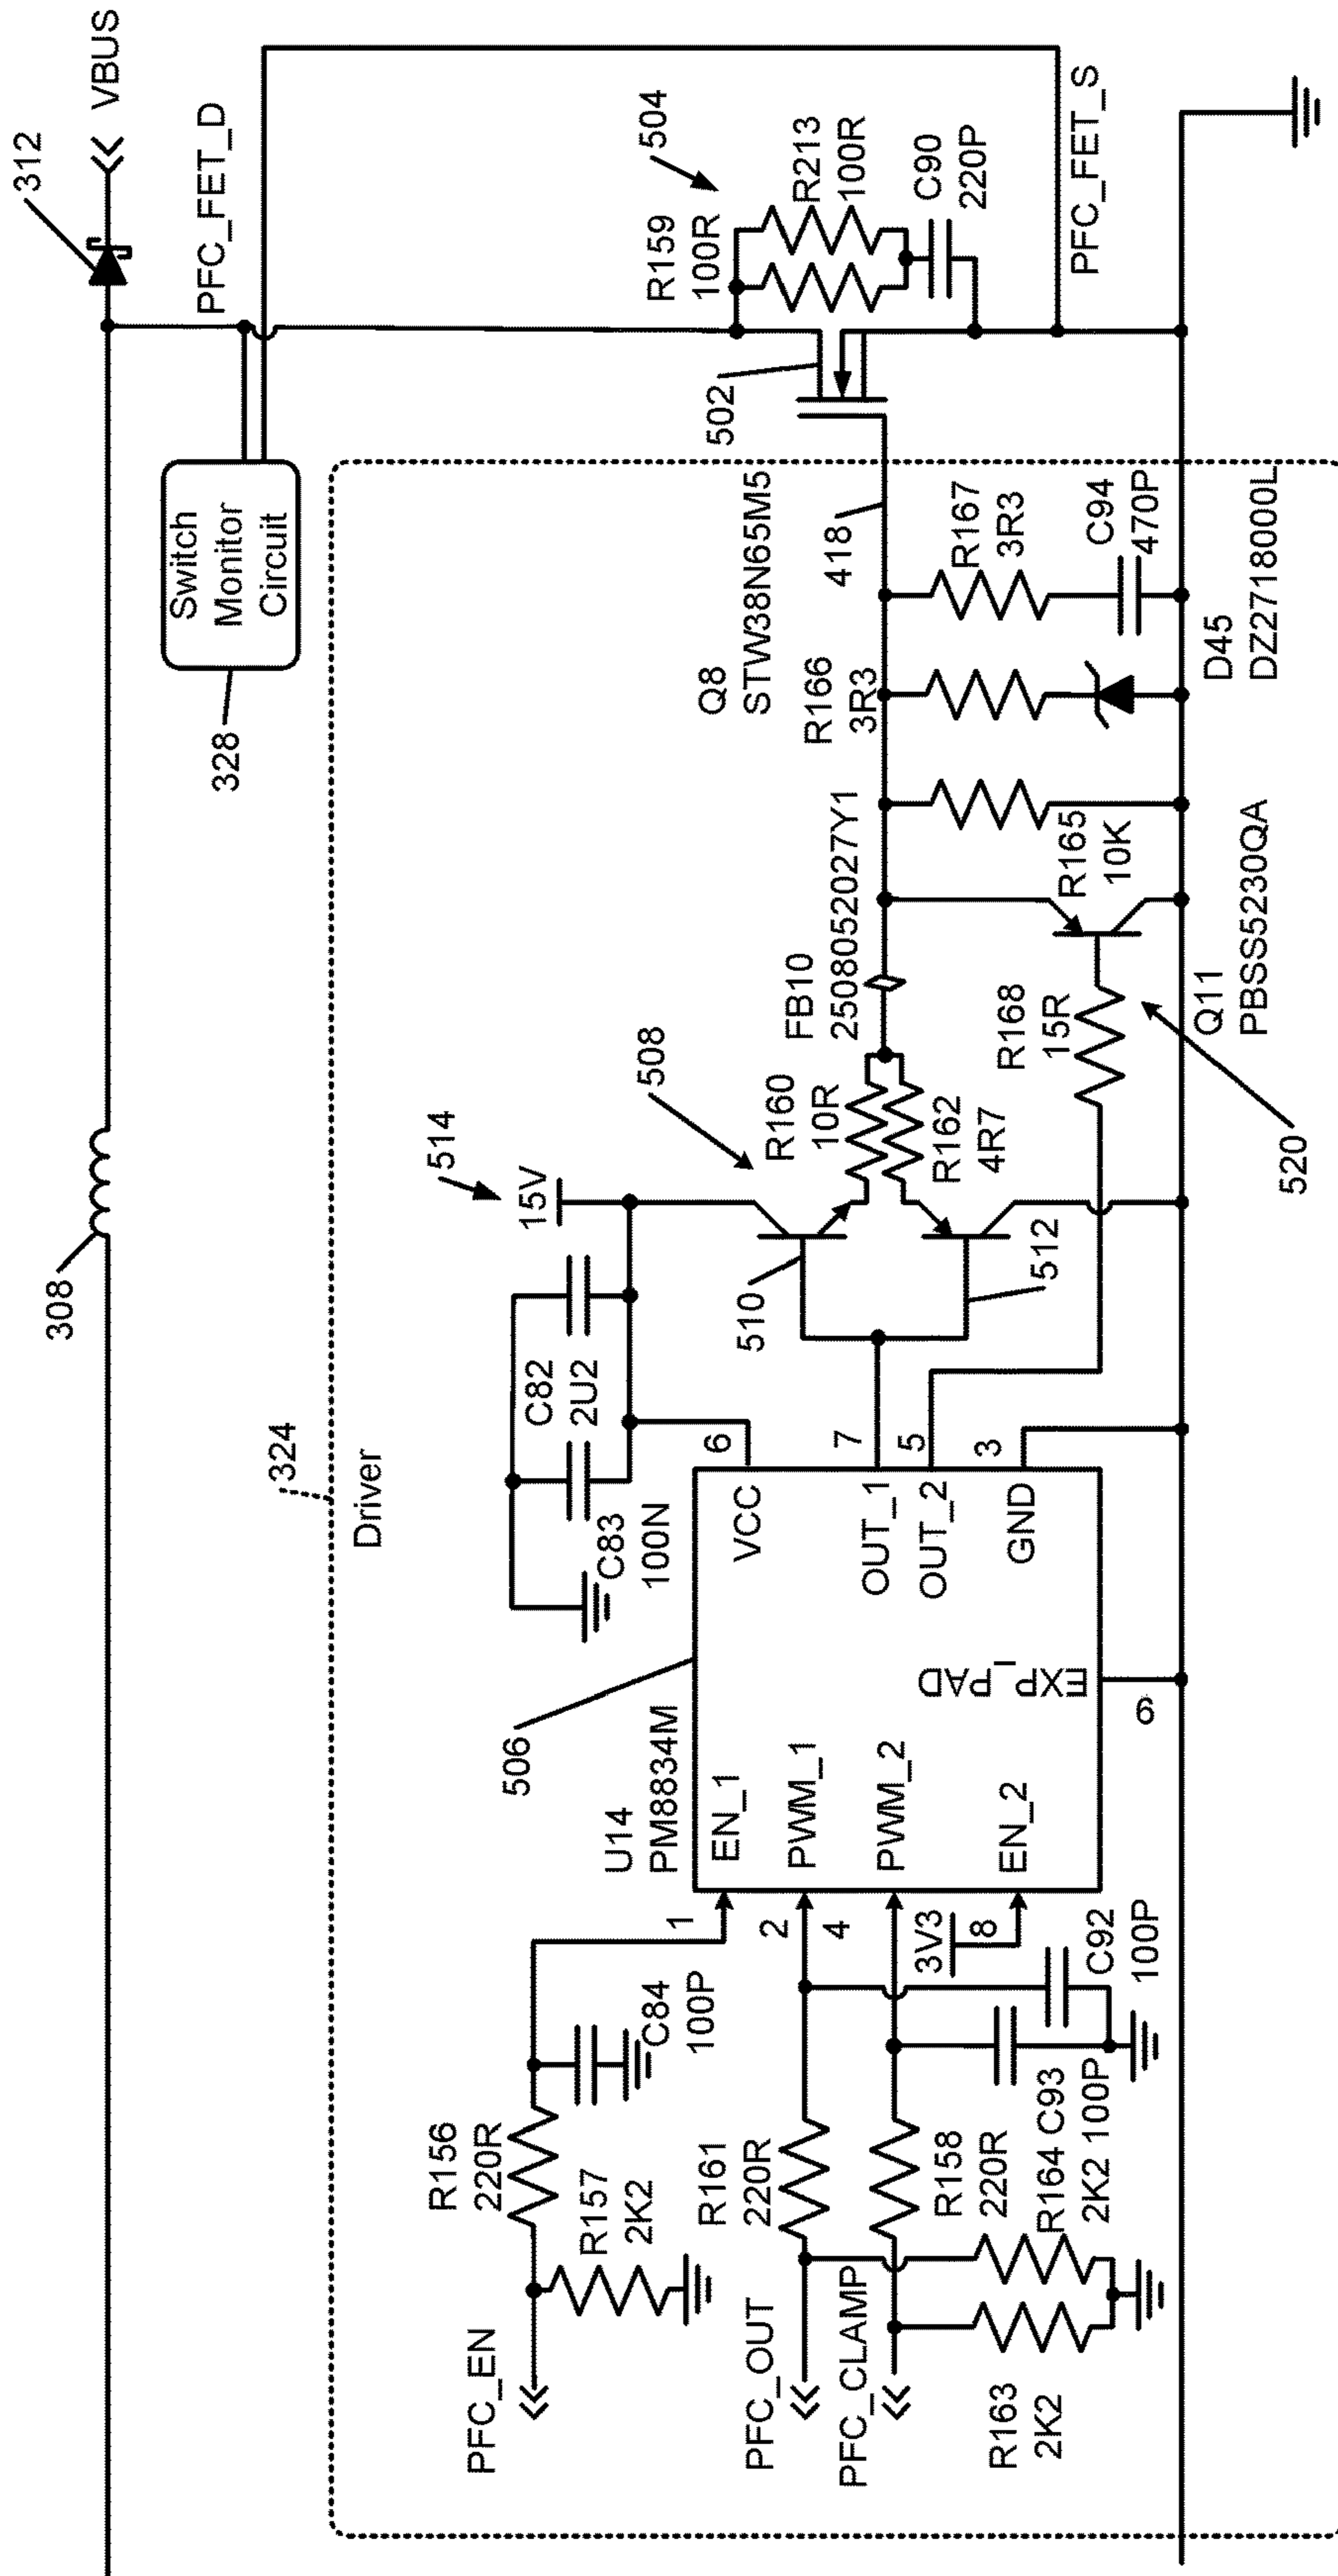 308
312
VBUS
PFC_FET_D
Switch
Monitor
Circuit
328
324
Driver
514
15V
C82
2U2
C83
100N
508
510
512
R160
10R
R162
4R7
FB10
2508052027Y1
Q8
STW38N65M5
418
502
R159
100R
R213
100R
504
C90
220P
PFC_FET_S
R166
3R3
R167
3R3
C94
470P
D45
DZ2718000L
R165
10K
Q11
PBSS5230QA
R168
15R
520
506
U14
PM8834M
EN_1
PWM_1
PWM_2
EN_2
VCC
OUT_1
OUT_2
GND
EXP_PAD
1
2
4
8
6
7
5
3
6
3V3
PFC_EN
R156
220R
R157
2K2
C84
100P
PFC_OUT
R161
220R
PFC_CLAMP
R158
220R
R164
2K2
R163
2K2
C93
100P
C92
100P